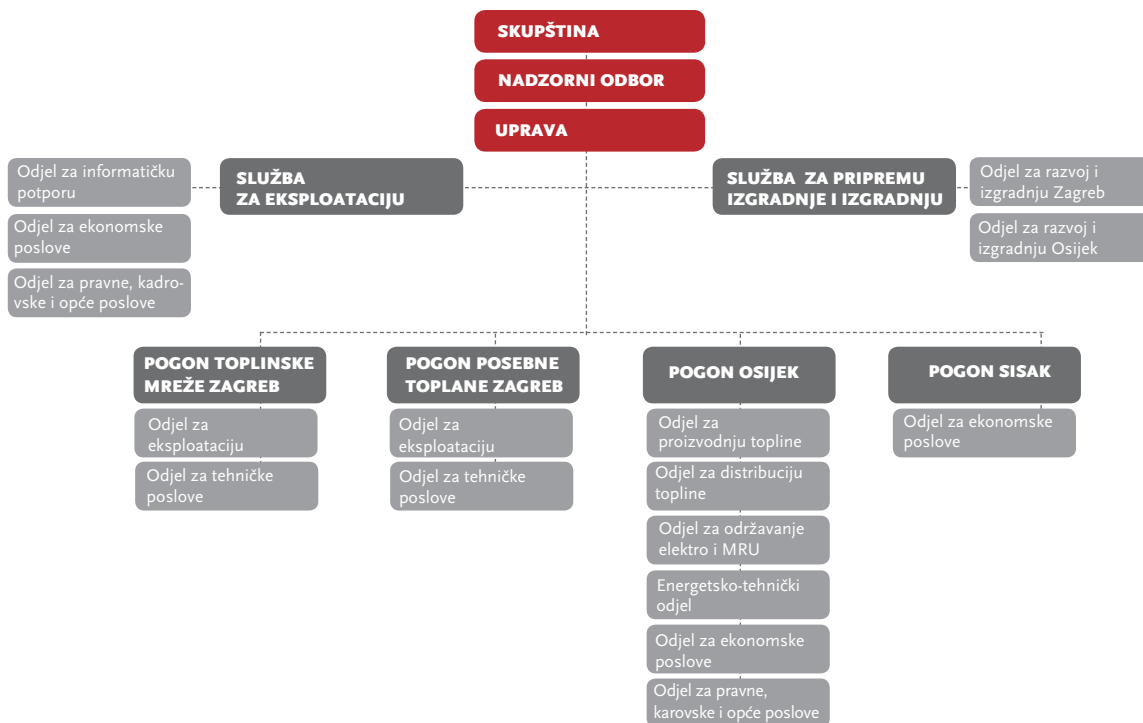 SKUPŠTINA
NADZORNI ODBOR
UPRAVA
Odjel za informatičku
potporu
Odjel za ekonomske
poslove
Odjel za pravne, kadro-
vske i opće poslove
SLUŽBA
ZA EKSPLOATACIJU
SLUŽBA ZA PRIPREMU
IZGRADNJE I IZGRADNJU
Odjel za razvoj i
izgradnju Zagreb
Odjel za razvoj i
izgradnju Osijek
POGON TOPLINSKE
MREŽE ZAGREB
Odjel za
eksploataciju
Odjel za tehničke
poslove
POGON POSEBNE
TOPLANE ZAGREB
Odjel za
eksploataciju
Odjel za tehničke
poslove
POGON OSIJEK
Odjel za
proizvodnju topline
Odjel za distribuciju
topline
Odjel za održavanje
elektro i MRU
Energetsko-tehnički
odjel
Odjel za ekonomske
poslove
Odjel za pravne,
karovske i opće poslove
POGON SISAK
Odjel za ekonomske
poslove